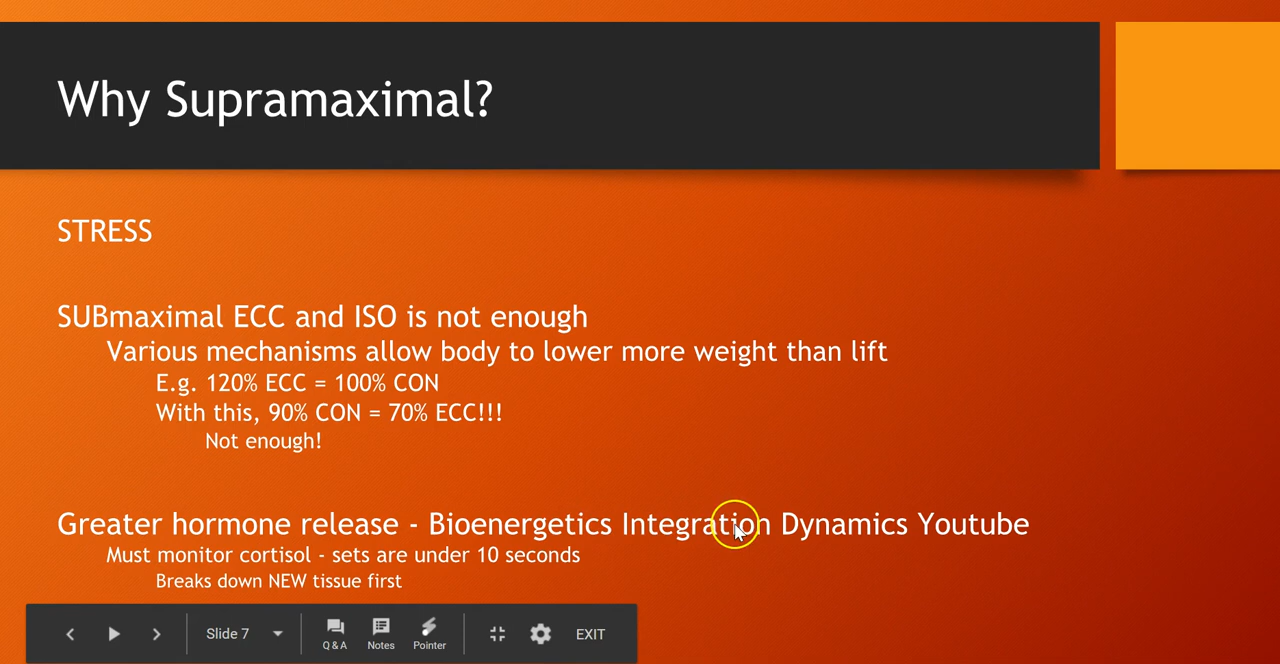 Why Supramaximal?
STRESS
SUBmaximal ECC and ISO is not enough
Various mechanisms allow body to lower more weight than lift
E.g. 120% ECC = 100% CON
With this, 90% CON = 70% ECC!!!
Not enough!
Greater hormone release - Bioenergetics Integration Dynamics Youtube
Must monitor cortisol - sets are under 10 seconds
Breaks down NEW tissue first
Slide 7
Q & A
Notes
Pointer
EXIT